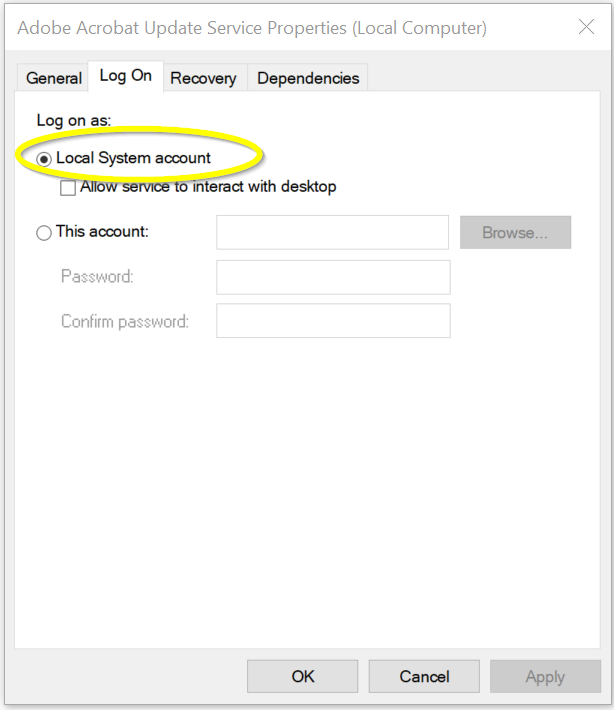 Adobe Acrobat Update Service Properties (Local Computer)
General Log On Recovery Dependencies
Log on as:
Local System account
Allow service to interact with desktop
This account:
Browse...
Password:
Confirm password:
OK Cancel Apply